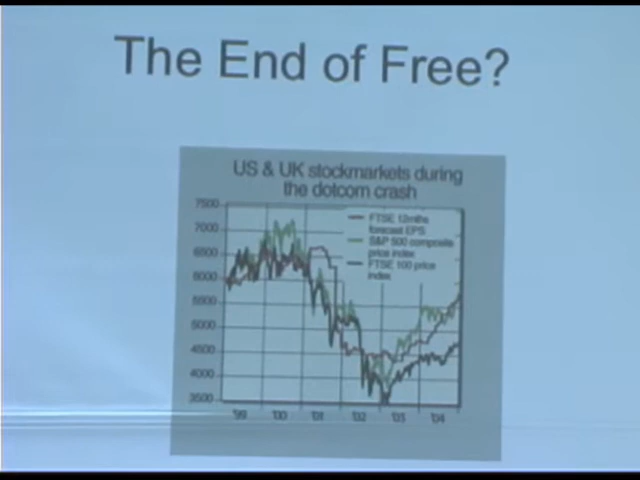 The End of Free?
US & UK stockmarkets during
the dotcom crash
FTSE 12mths
forecast EPS
S&P 500 composite
price index
FTSE 100 price
index
7500
7000
6500
6000
5500
5000
4500
4000
3500
'99 '00 '01 '02 '03 '04